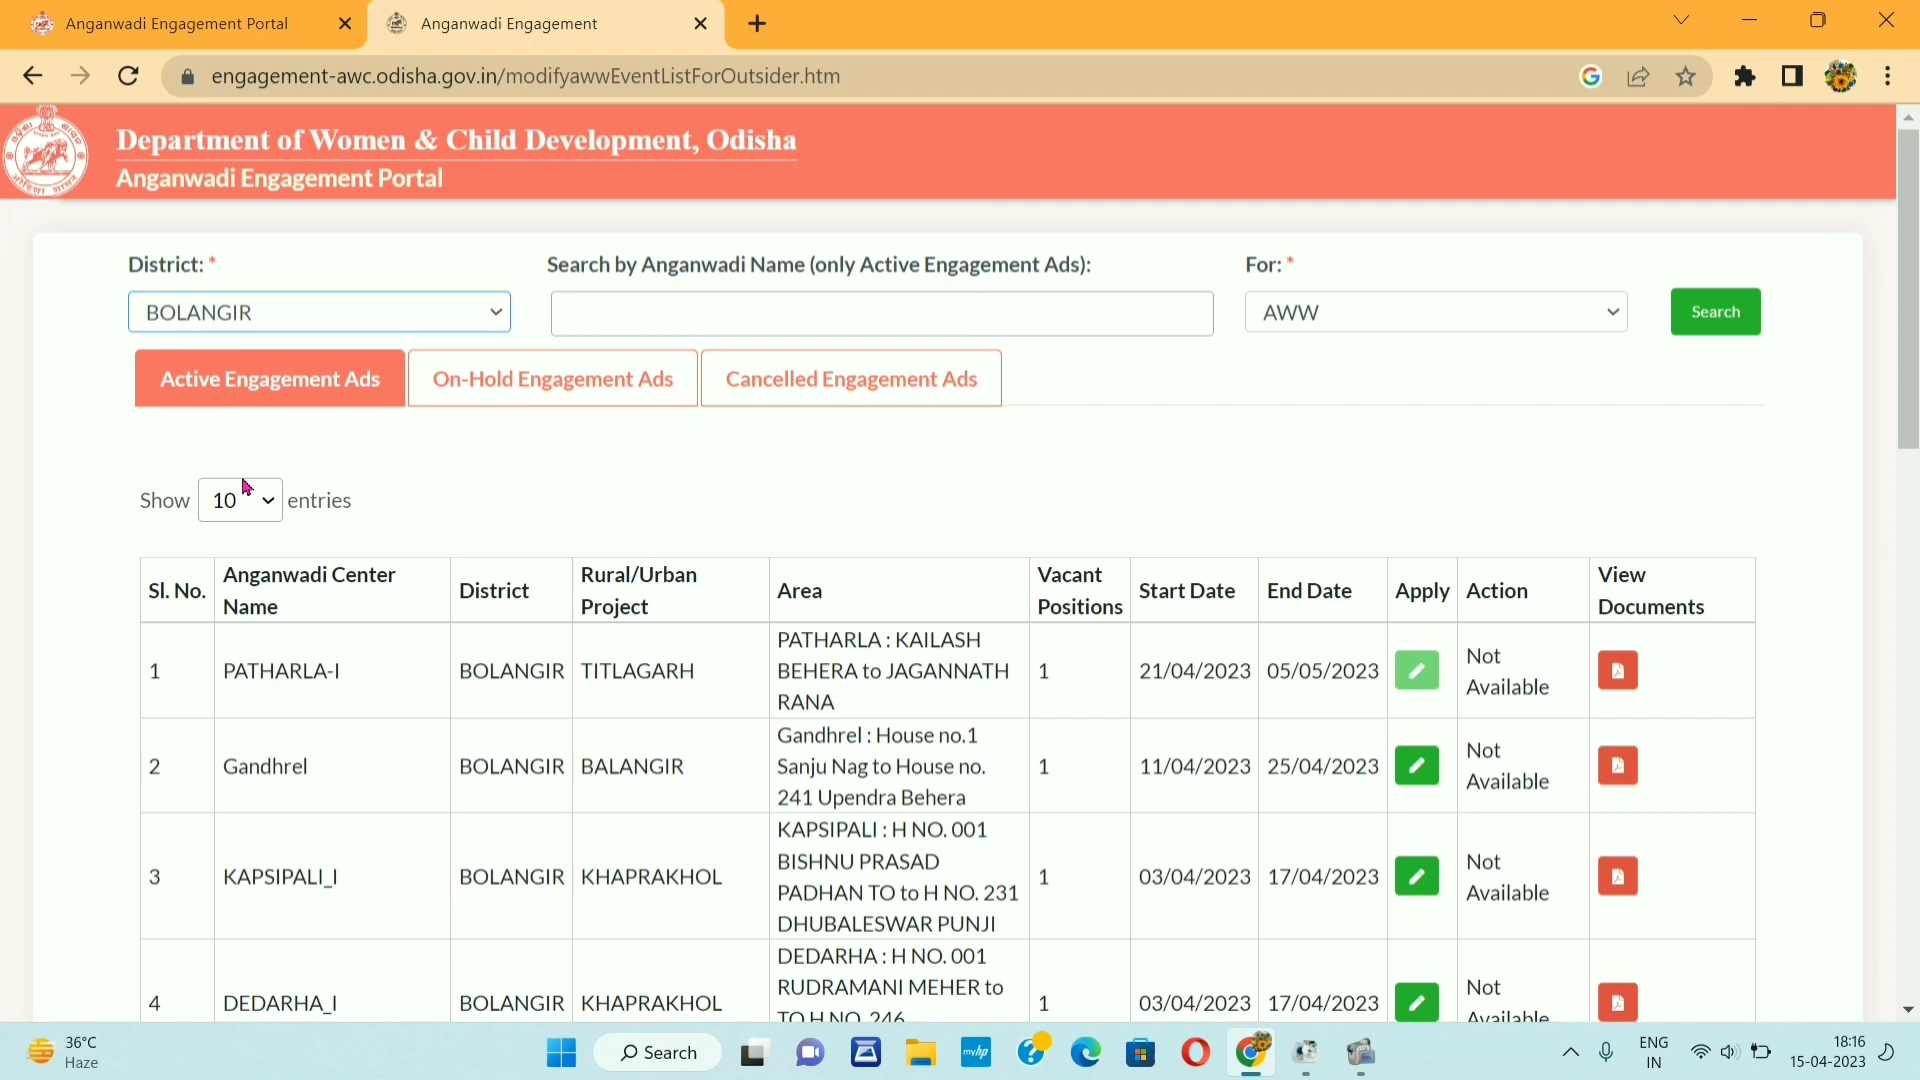 Anganwadi Engagement Portal
Anganwadi Engagement
engagement-awc.odisha.gov.in/modifyawwEventListForOutsider.htm
Department of Women & Child Development, Odisha
Anganwadi Engagement Portal
District: * Search by Anganwadi Name (only Active Engagement Ads): For: *
BOLANGIR AWW Search
Active Engagement Ads On-Hold Engagement Ads Cancelled Engagement Ads
Show 10 entries
Sl. No. Anganwadi Center Name District Rural/Urban Project Area Vacant Positions Start Date End Date Apply Action View Documents
1 PATHARLA-I BOLANGIR TITLAGARH PATHARLA : KAILASH BEHERA to JAGANNATH RANA 1 21/04/2023 05/05/2023 Not Available
2 Gandhrel BOLANGIR BALANGIR Gandhrel : House no.1 Sanju Nag to House no. 241 Upendra Behera 1 11/04/2023 25/04/2023 Not Available
3 KAPSIPALI_I BOLANGIR KHAPRAKHOL KAPSIPALI : H NO. 001 BISHNU PRASAD PADHAN TO to H NO. 231 DHUBALESWAR PUNJI 1 03/04/2023 17/04/2023 Not Available
4 DEDARHA_I BOLANGIR KHAPRAKHOL DEDARHA : H NO. 001 RUDRAMANI MEHER to TO H NO. 246 1 03/04/2023 17/04/2023 Not Available
36°C
Haze
Search
myhp
ENG
IN
18:16
15-04-2023